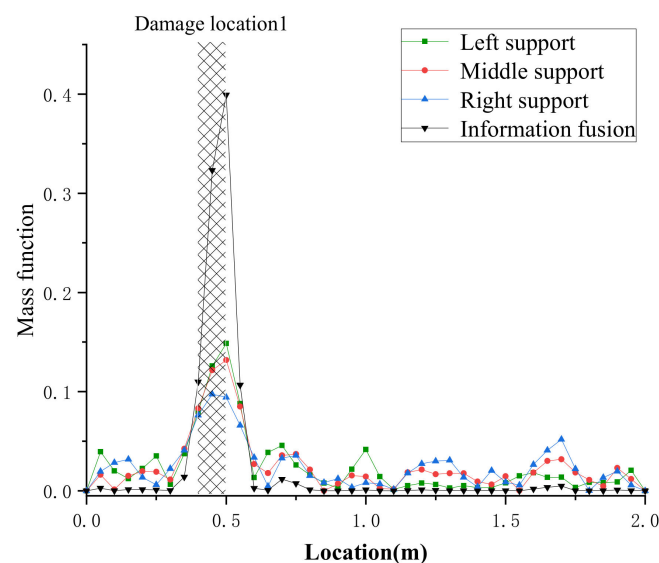 Damage location1
Left support
Middle support
Right support
Information fusion
Mass function
0.4
0.3
0.2
0.1
0.0
0.0 0.5 1.0 1.5 2.0
Location(m)